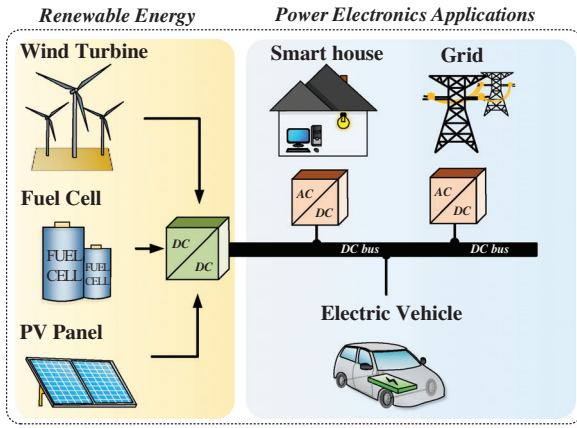 Renewable Energy
Power Electronics Applications
Wind Turbine
Smart house
Grid
AC
DC
AC
DC
Fuel Cell
FUEL
CELL
FUEL
CELL
DC
DC
DC bus
DC bus
PV Panel
Electric Vehicle